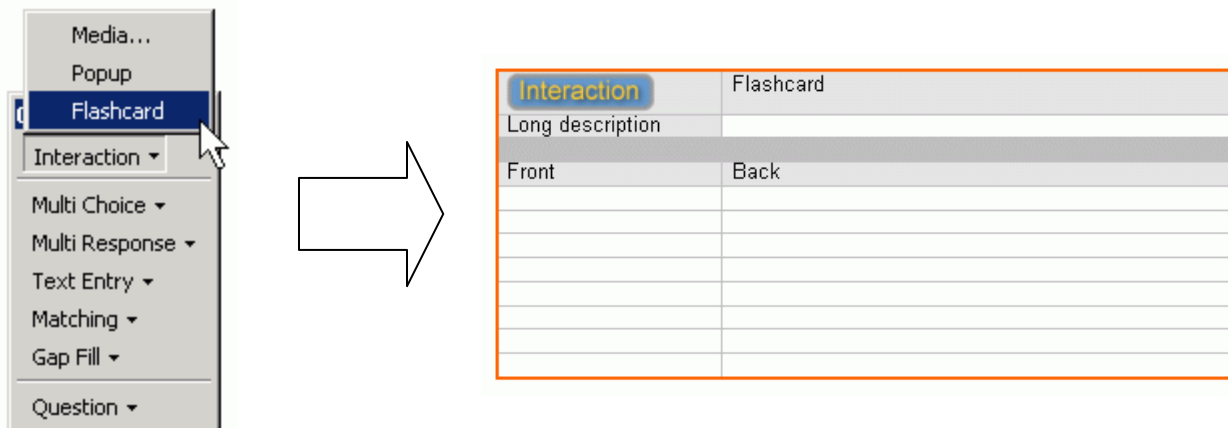 Media...
Popup
Flashcard
Interaction
Multi Choice
Multi Response
Text Entry
Matching
Gap Fill
Question
Interaction Flashcard
Long description
Front Back